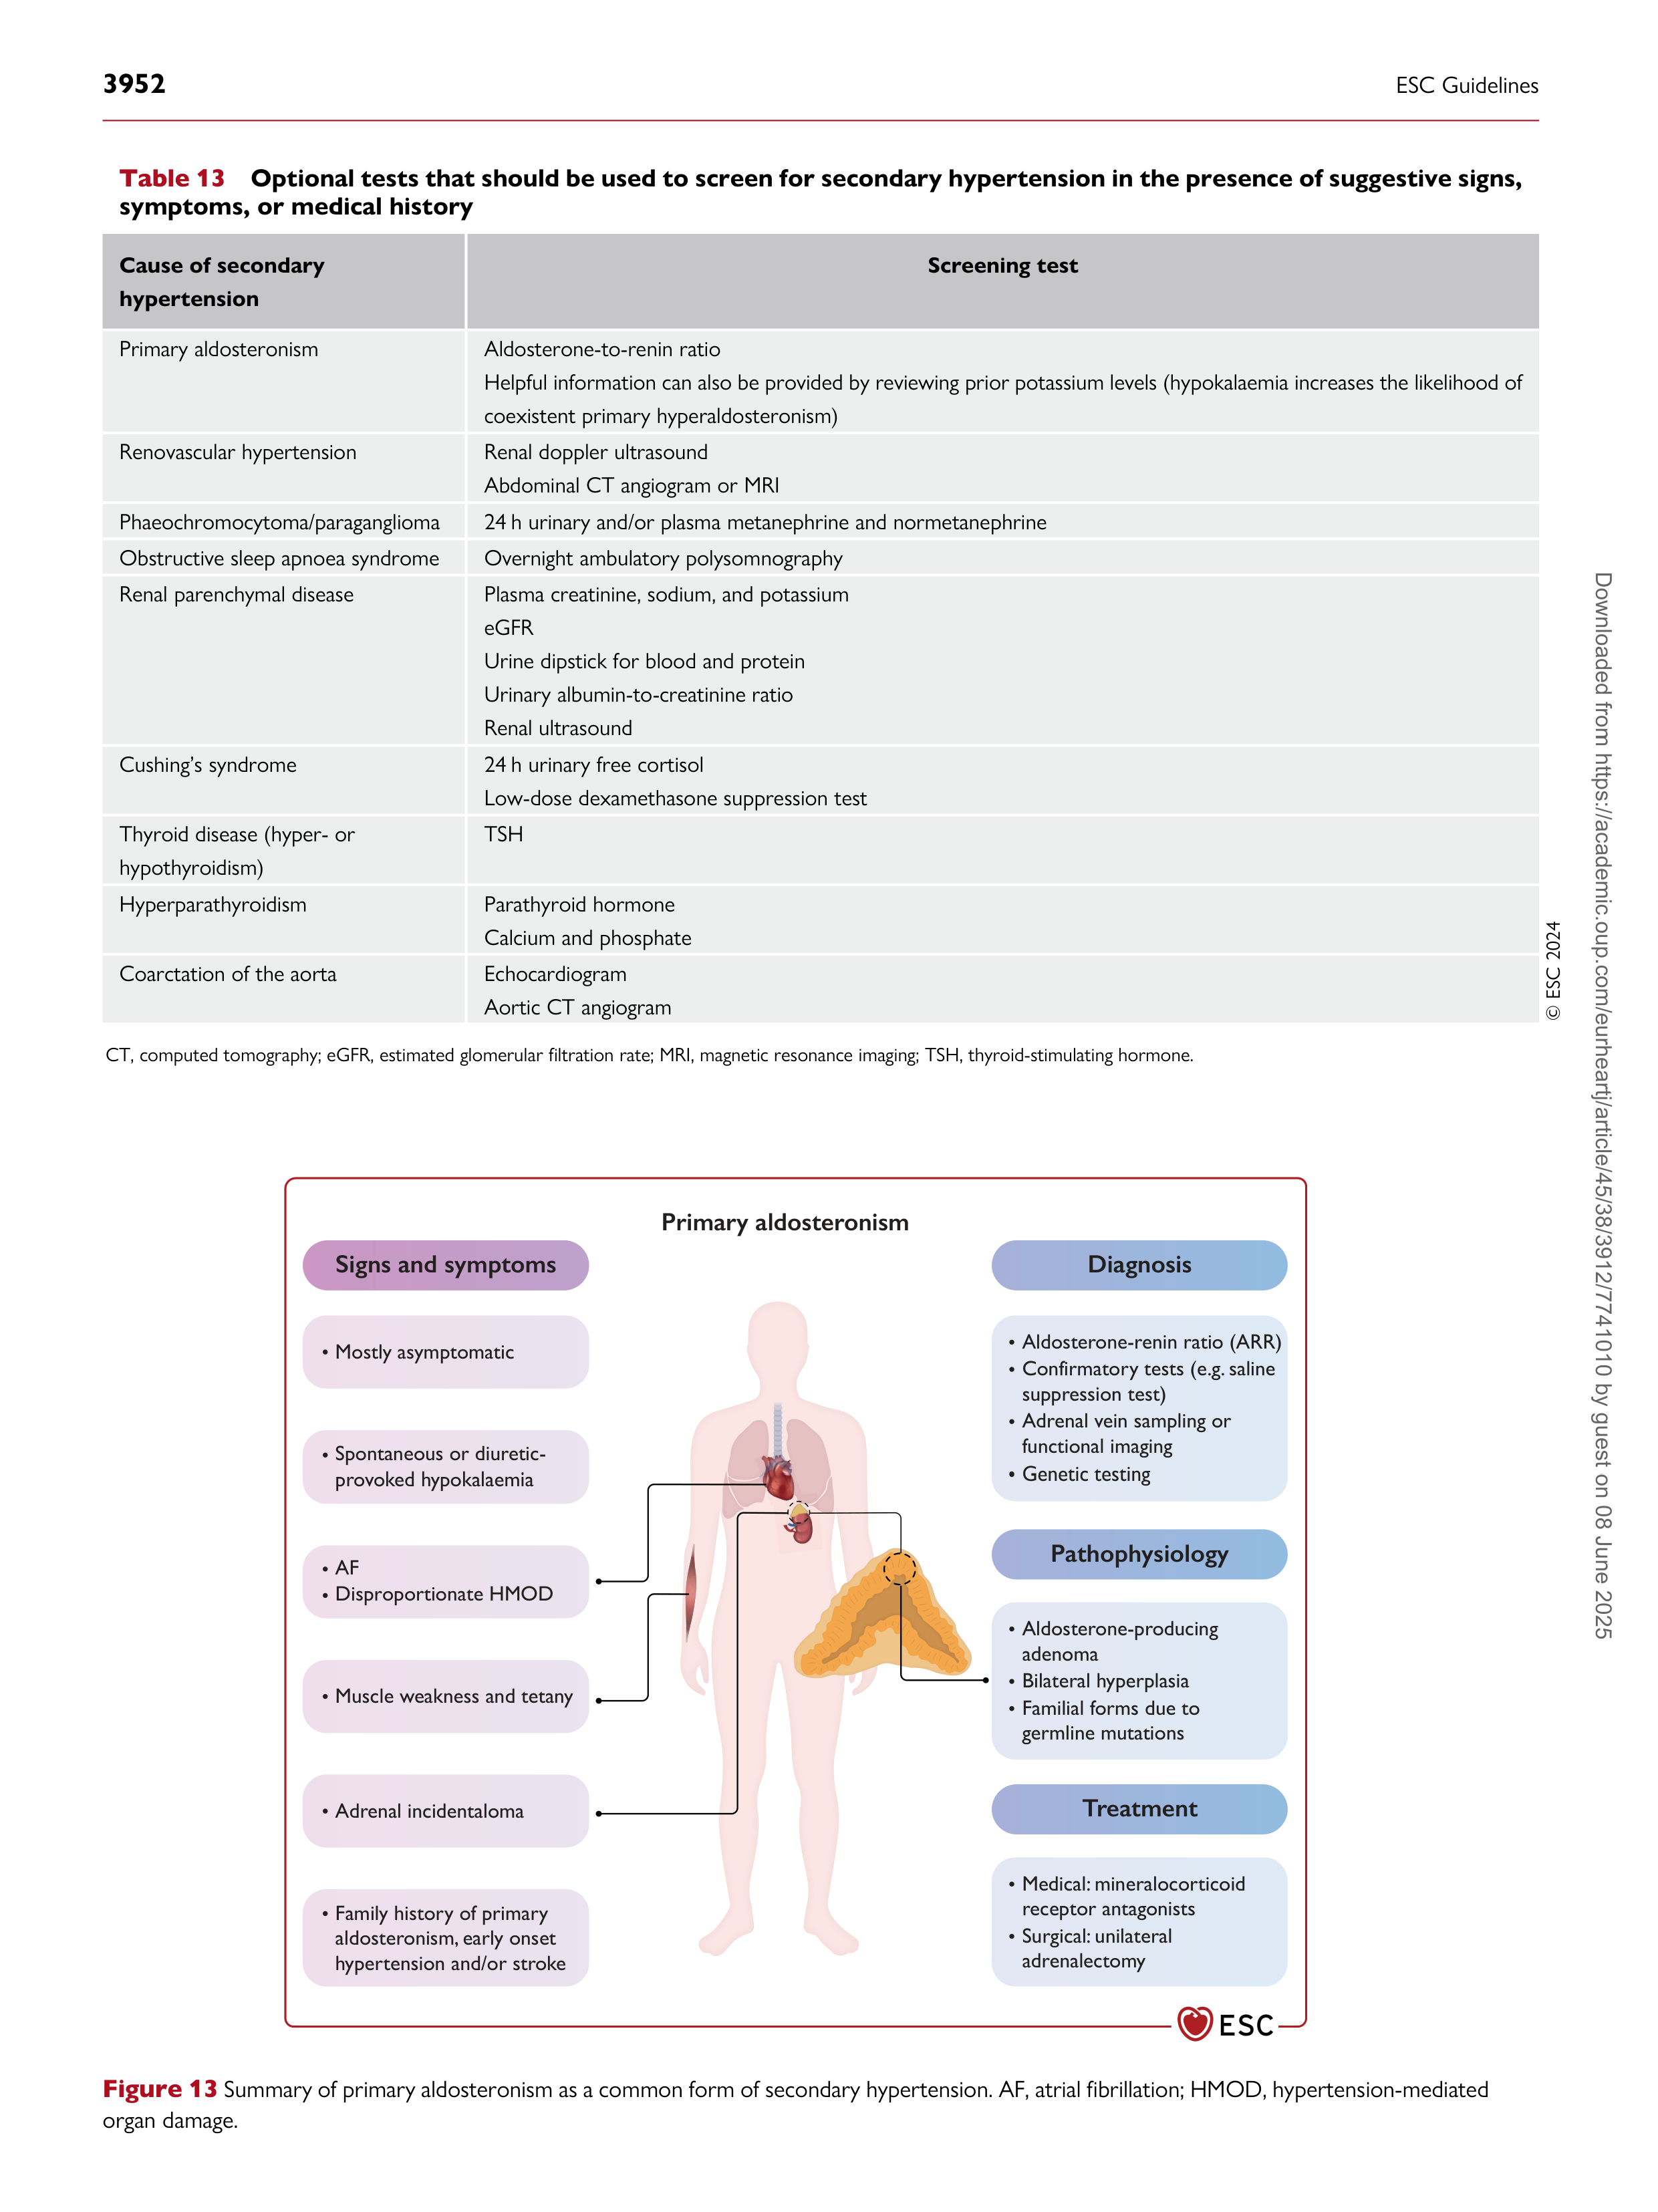 3952
ESC Guidelines
Table 13 Optional tests that should be used to screen for secondary hypertension in the presence of suggestive signs,
symptoms, or medical history
Cause of secondary
hypertension
Screening test
Primary aldosteronism
Aldosterone-to-renin ratio
Helpful information can also be provided by reviewing prior potassium levels (hypokalaemia increases the likelihood of
coexistent primary hyperaldosteronism)
Renovascular hypertension
Renal doppler ultrasound
Abdominal CT angiogram or MRI
Phaeochromocytoma/paraganglioma
24 h urinary and/or plasma metanephrine and normetanephrine
Obstructive sleep apnoea syndrome
Overnight ambulatory polysomnography
Renal parenchymal disease
Plasma creatinine, sodium, and potassium
eGFR
Urine dipstick for blood and protein
Urinary albumin-to-creatinine ratio
Renal ultrasound
Cushing's syndrome
24 h urinary free cortisol
Low-dose dexamethasone suppression test
Thyroid disease (hyper- or
hypothyroidism)
TSH
Hyperparathyroidism
Parathyroid hormone
Calcium and phosphate
Coarctation of the aorta
Echocardiogram
Aortic CT angiogram
© ESC 2024
CT, computed tomography; eGFR, estimated glomerular filtration rate; MRI, magnetic resonance imaging; TSH, thyroid-stimulating hormone.
Primary aldosteronism
Signs and symptoms
• Mostly asymptomatic
• Spontaneous or diuretic-
provoked hypokalaemia
• AF
• Disproportionate HMOD
• Muscle weakness and tetany
• Adrenal incidentaloma
• Family history of primary
aldosteronism, early onset
hypertension and/or stroke
Diagnosis
• Aldosterone-renin ratio (ARR)
• Confirmatory tests (e.g. saline
suppression test)
• Adrenal vein sampling or
functional imaging
• Genetic testing
Pathophysiology
• Aldosterone-producing
adenoma
• Bilateral hyperplasia
• Familial forms due to
germline mutations
Treatment
• Medical: mineralocorticoid
receptor antagonists
• Surgical: unilateral
adrenalectomy
ESC
Figure 13 Summary of primary aldosteronism as a common form of secondary hypertension. AF, atrial fibrillation; HMOD, hypertension-mediated
organ damage.
Downloaded from https://academic.oup.com/eurheartj/article/45/38/3912/7741010 by guest on 08 June 2025